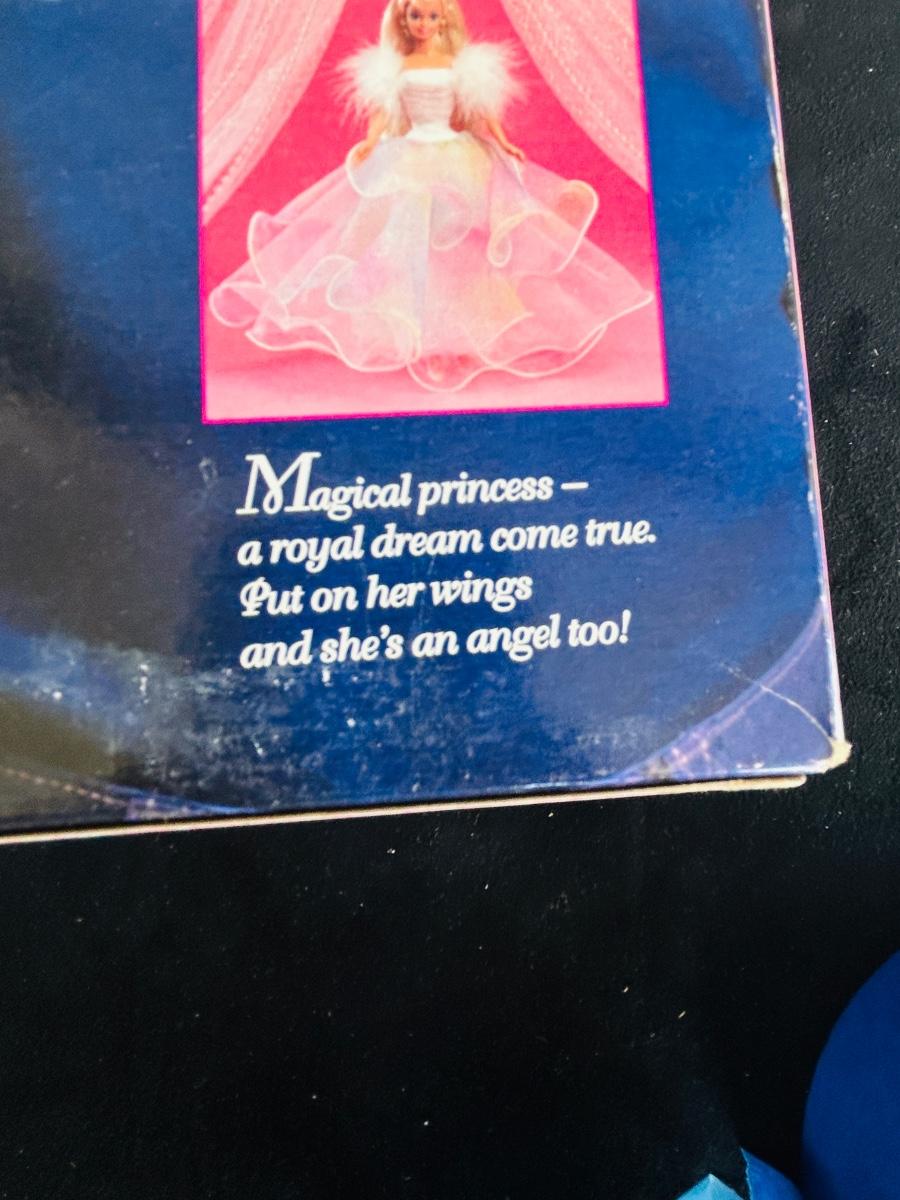 Magical princess –
a royal dream come true.
Put on her wings
and she's an angel too!